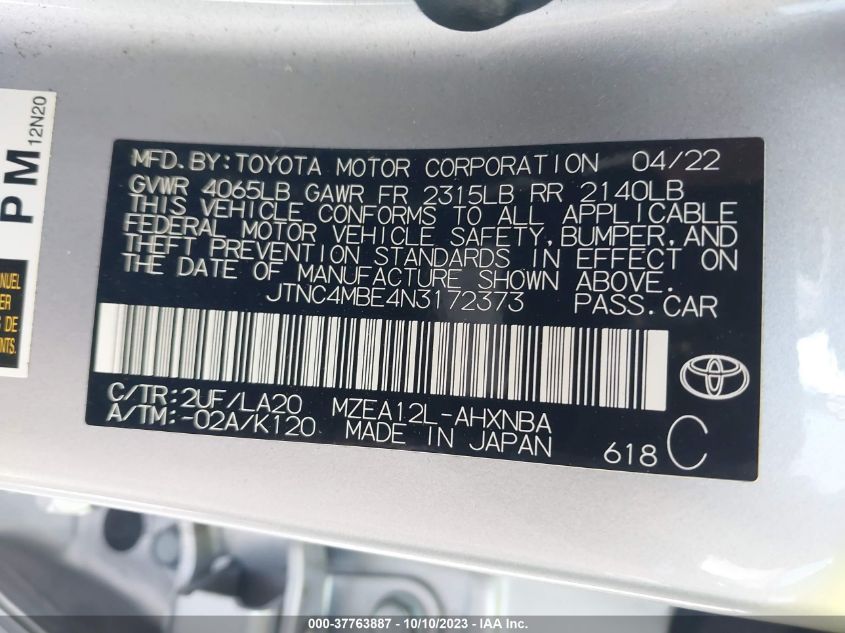 MFD. BY: TOYOTA MOTOR CORPORATION 04/22
GVWR 4065LB GAWR FR 2315LB RR 2140LB
THIS VEHICLE CONFORMS TO ALL APPLICABLE
FEDERAL MOTOR VEHICLE SAFETY, BUMPER, AND
THEFT PREVENTION STANDARDS IN EFFECT ON
THE DATE OF MANUFACTURE SHOWN ABOVE.
JTNC4MBE4N3172373 PASS.CAR
C/TR: 2UF/LA20 MZEA12L-AHXNBA
A/TM: -02A/K120 MADE IN JAPAN
618 C
PM
12N20
NUEL
ER
S DE
NTS.
000-37763887 - 10/10/2023 - IAA Inc.